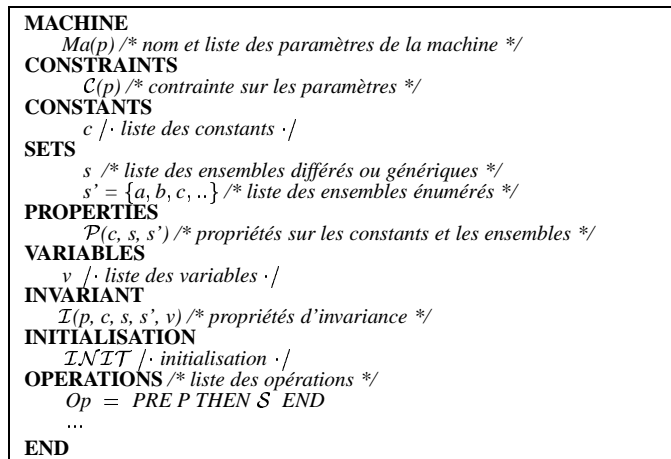 MACHINE
Ma(p) /* nom et liste des paramètres de la machine */
CONSTRAINTS
𝒞(p) /* contrainte sur les paramètres */
CONSTANTS
c /· liste des constants ·/
SETS
s /* liste des ensembles différés ou génériques */
s’ = {a, b, c, ..} /* liste des ensembles énumérés */
PROPERTIES
𝒫(c, s, s’) /* propriétés sur les constants et les ensembles */
VARIABLES
v /· liste des variables ·/
INVARIANT
ℐ(p, c, s, s’, v) /* propriétés d’invariance */
INITIALISATION
ℐ𝒩ℐ𝒯 /· initialisation ·/
OPERATIONS /* liste des opérations */
Op = PRE P THEN 𝒮 END
...
END